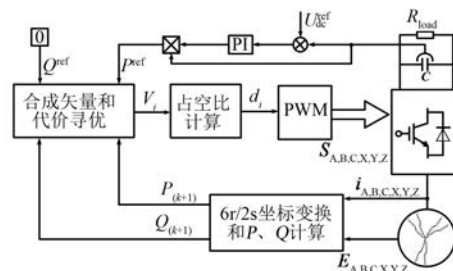 U_dc^ref
R_load
0
PI
C
Q^ref
P^ref
合成矢量和
代价寻优
V_i
占空比
计算
d_i
PWM
S_A,B,C,X,Y,Z
P_(k+1)
Q_(k+1)
6r/2s坐标变换
和P、Q计算
i_A,B,C,X,Y,Z
E_A,B,C,X,Y,Z